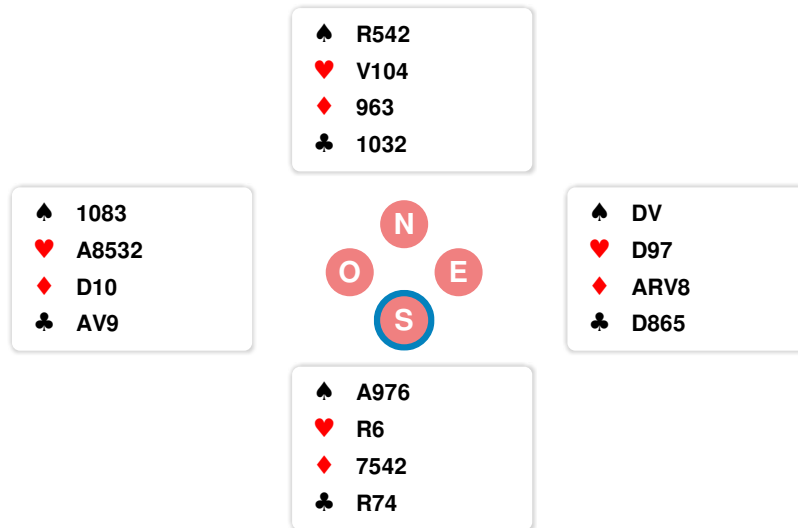 ♠ R542
♥ V104
♦ 963
♣ 1032
♠ 1083
♥ A8532
♦ D10
♣ AV9
N
O E
S
♠ DV
♥ D97
♦ ARV8
♣ D865
♠ A976
♥ R6
♦ 7542
♣ R74